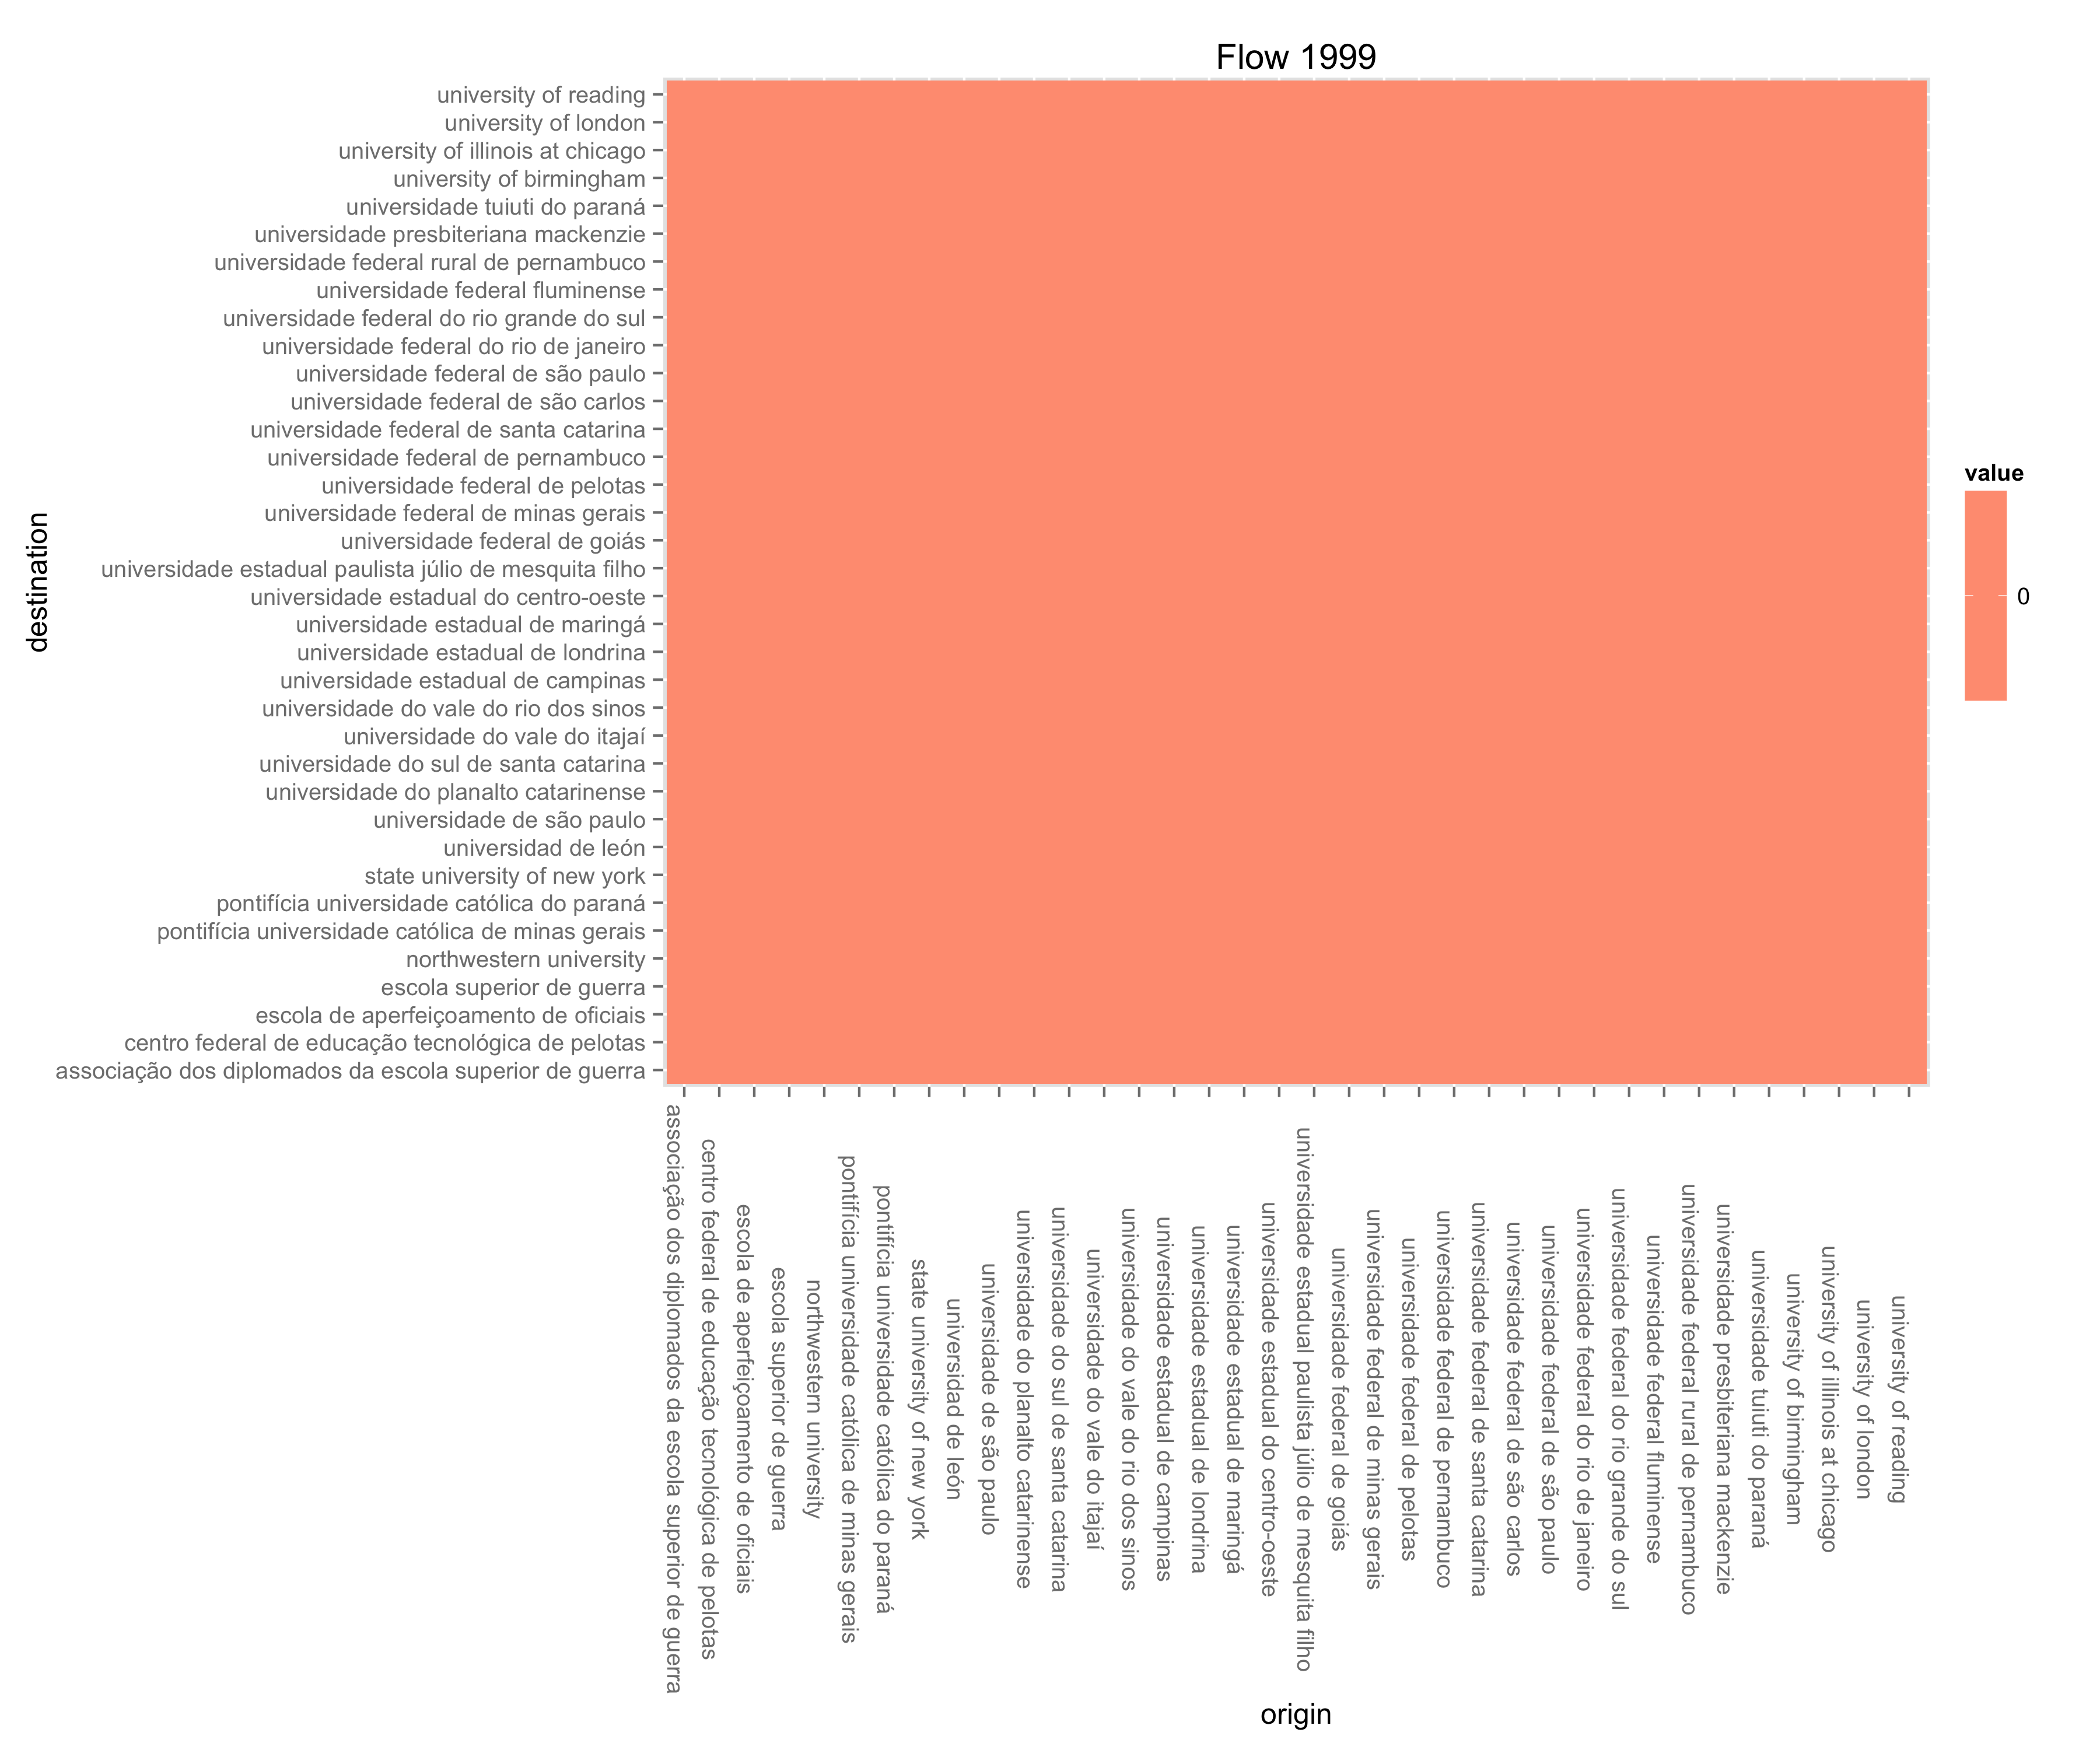 Flow 1999
destination
university of reading
university of london
university of illinois at chicago
university of birmingham
universidade tuiuti do paraná
universidade presbiteriana mackenzie
universidade federal rural de pernambuco
universidade federal fluminense
universidade federal do rio grande do sul
universidade federal do rio de janeiro
universidade federal de são paulo
universidade federal de são carlos
universidade federal de santa catarina
universidade federal de pernambuco
universidade federal de pelotas
universidade federal de minas gerais
universidade federal de goiás
universidade estadual paulista júlio de mesquita filho
universidade estadual do centro-oeste
universidade estadual de maringá
universidade estadual de londrina
universidade estadual de campinas
universidade do vale do rio dos sinos
universidade do vale do itajaí
universidade do sul de santa catarina
universidade do planalto catarinense
universidade de são paulo
universidad de león
state university of new york
pontifícia universidade católica do paraná
pontifícia universidade católica de minas gerais
northwestern university
escola superior de guerra
escola de aperfeiçoamento de oficiais
centro federal de educação tecnológica de pelotas
associação dos diplomados da escola superior de guerra
value
0
associação dos diplomados da escola superior de guerra
centro federal de educação tecnológica de pelotas
escola de aperfeiçoamento de oficiais
escola superior de guerra
northwestern university
pontifícia universidade católica de minas gerais
pontifícia universidade católica do paraná
state university of new york
universidad de león
universidade de são paulo
universidade do planalto catarinense
universidade do sul de santa catarina
universidade do vale do itajaí
universidade do vale do rio dos sinos
universidade estadual de campinas
universidade estadual de londrina
universidade estadual de maringá
universidade estadual do centro-oeste
universidade estadual paulista júlio de mesquita filho
universidade federal de goiás
universidade federal de minas gerais
universidade federal de pelotas
universidade federal de pernambuco
universidade federal de santa catarina
universidade federal de são carlos
universidade federal de são paulo
universidade federal do rio de janeiro
universidade federal do rio grande do sul
universidade federal fluminense
universidade federal rural de pernambuco
universidade presbiteriana mackenzie
universidade tuiuti do paraná
university of birmingham
university of illinois at chicago
university of london
university of reading
origin